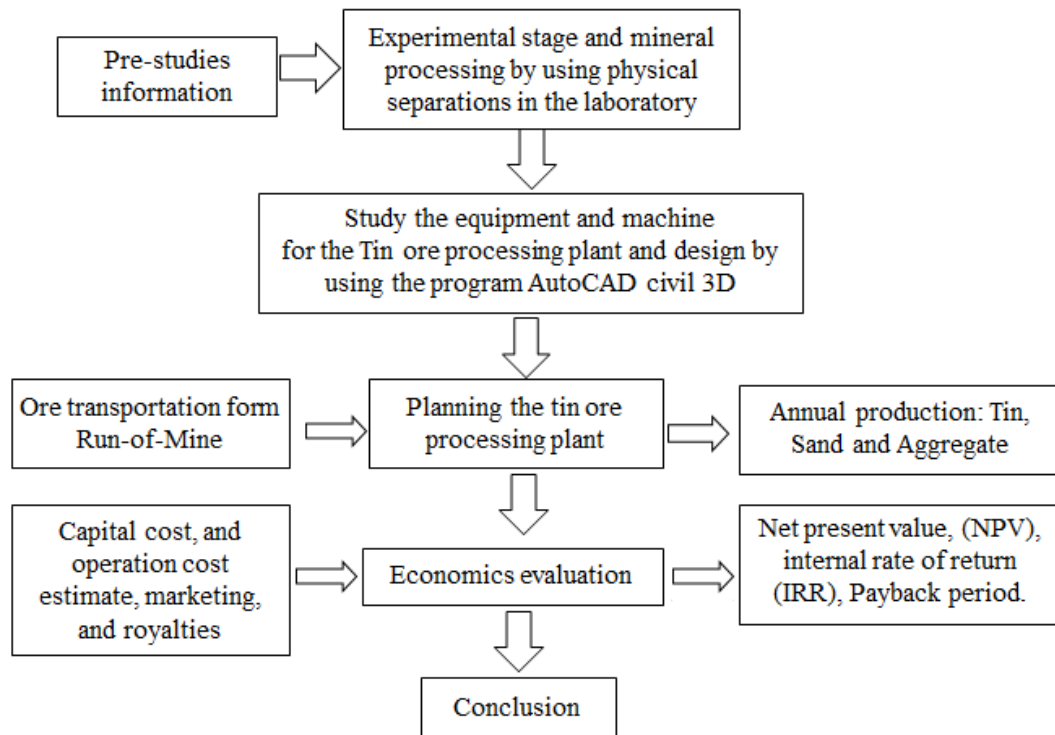 Pre-studies
information
Experimental stage and mineral
processing by using physical
separations in the laboratory
Study the equipment and machine
for the Tin ore processing plant and design by
using the program AutoCAD civil 3D
Ore transportation form
Run-of-Mine
Planning the tin ore
processing plant
Annual production: Tin,
Sand and Aggregate
Capital cost, and
operation cost
estimate, marketing,
and royalties
Economics evaluation
Net present value, (NPV),
internal rate of return
(IRR), Payback period.
Conclusion